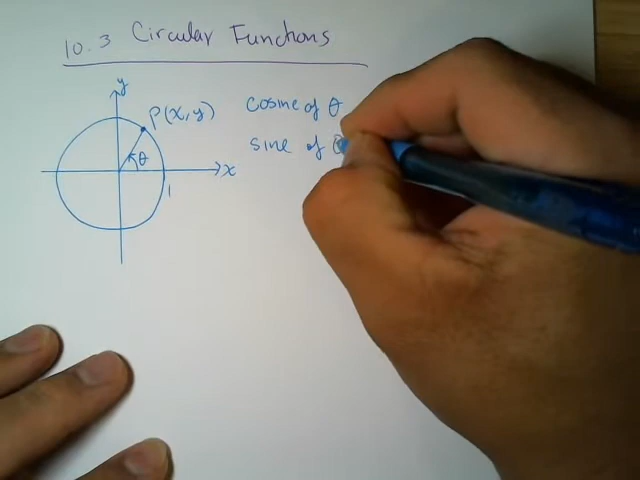 10.3 Circular Functions
y
P(x,y)
cosine of θ
sine of θ
θ
x
1